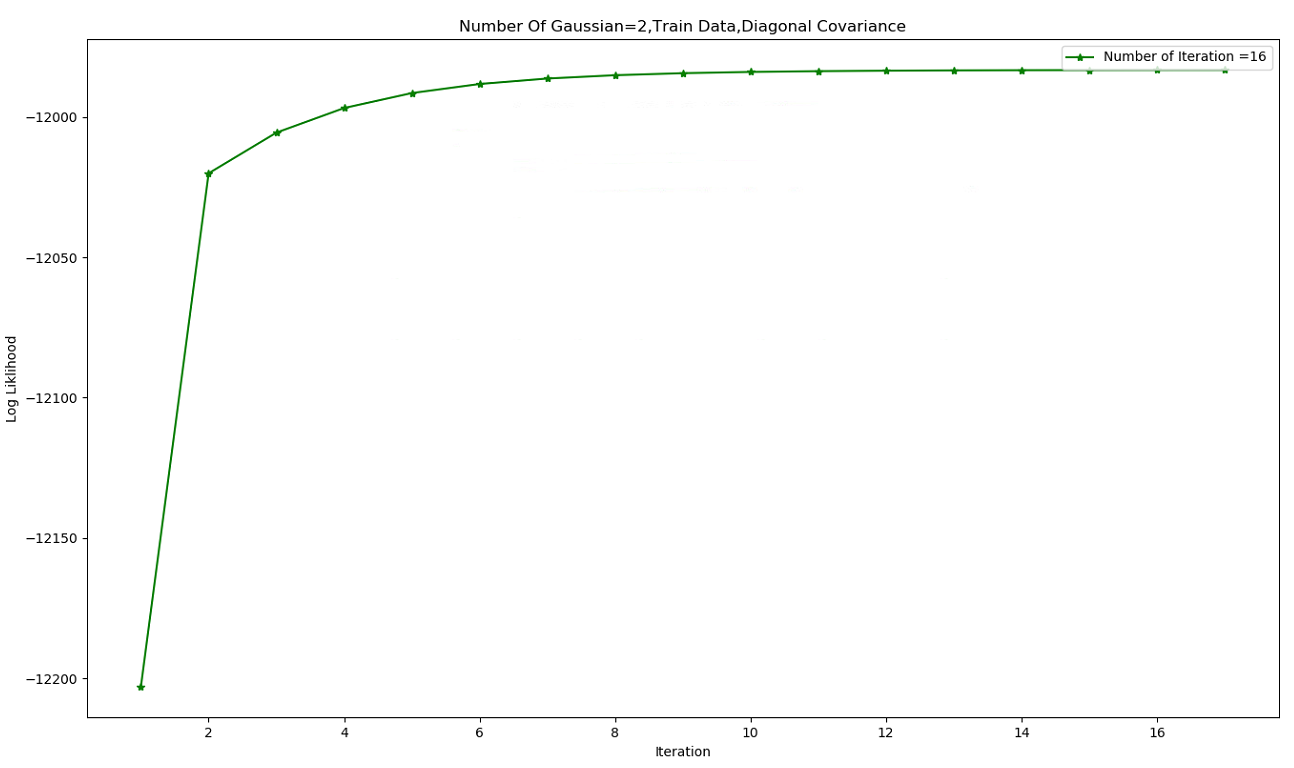 Number Of Gaussian=2,Train Data,Diagonal Covariance
Number of Iteration =16
−12000
−12050
−12100
−12150
−12200
Log Liklihood
2 4 6 8 10 12 14 16
Iteration